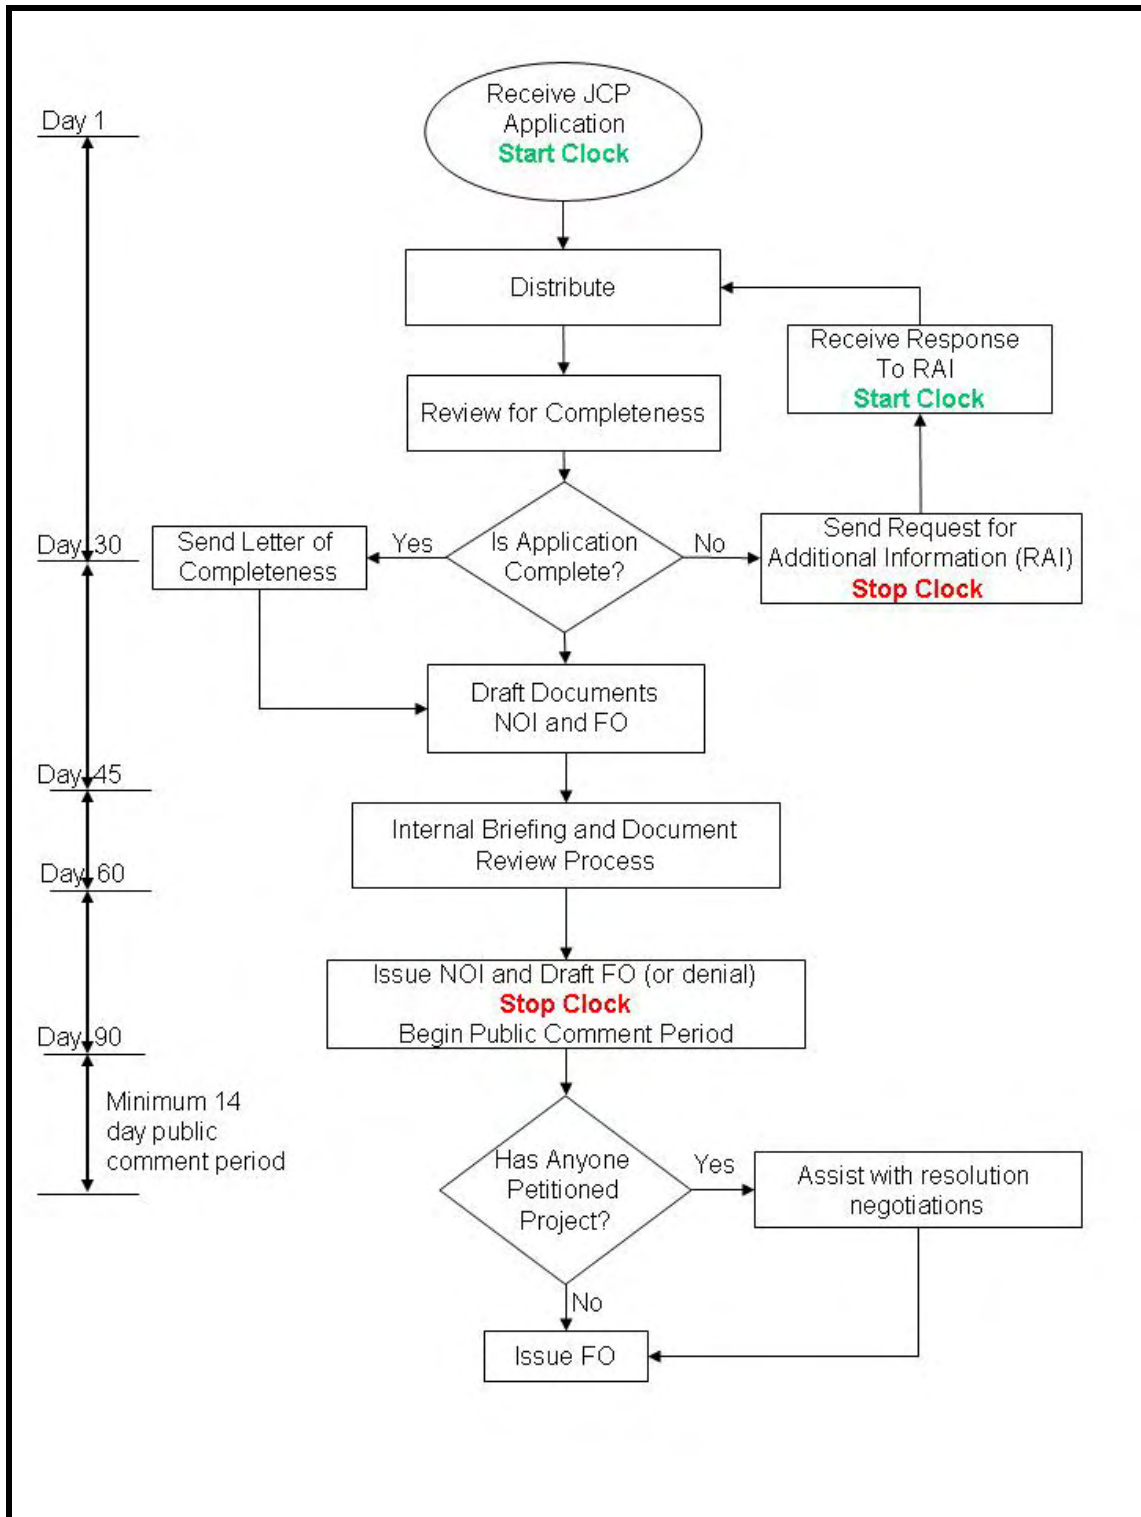 Receive JCP
Application
Start Clock
Day 1
Distribute
Receive Response
To RAI
Start Clock
Review for Completeness
Day 30
Send Letter of
Completeness
Yes
Is Application
Complete?
No
Send Request for
Additional Information (RAI)
Stop Clock
Draft Documents
NOI and FO
Day 45
Internal Briefing and Document
Review Process
Day 60
Issue NOI and Draft FO (or denial)
Stop Clock
Begin Public Comment Period
Day 90
Minimum 14
day public
comment period
Has Anyone
Petitioned
Project?
Yes
Assist with resolution
negotiations
No
Issue FO